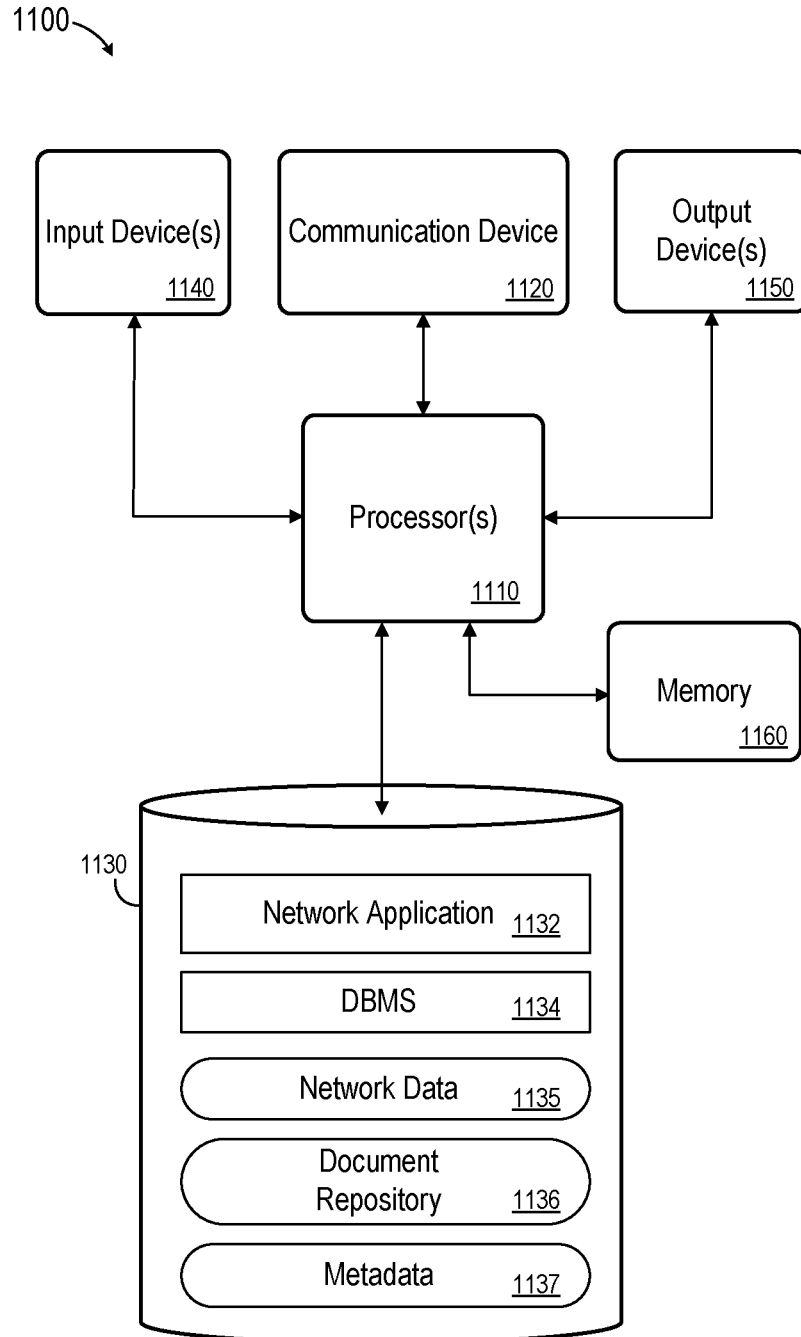 1100
Input Device(s)
1140
Communication Device
1120
Output
Device(s)
1150
Processor(s)
1110
Memory
1160
1130
Network Application
1132
DBMS
1134
Network Data
1135
Document
Repository
1136
Metadata
1137